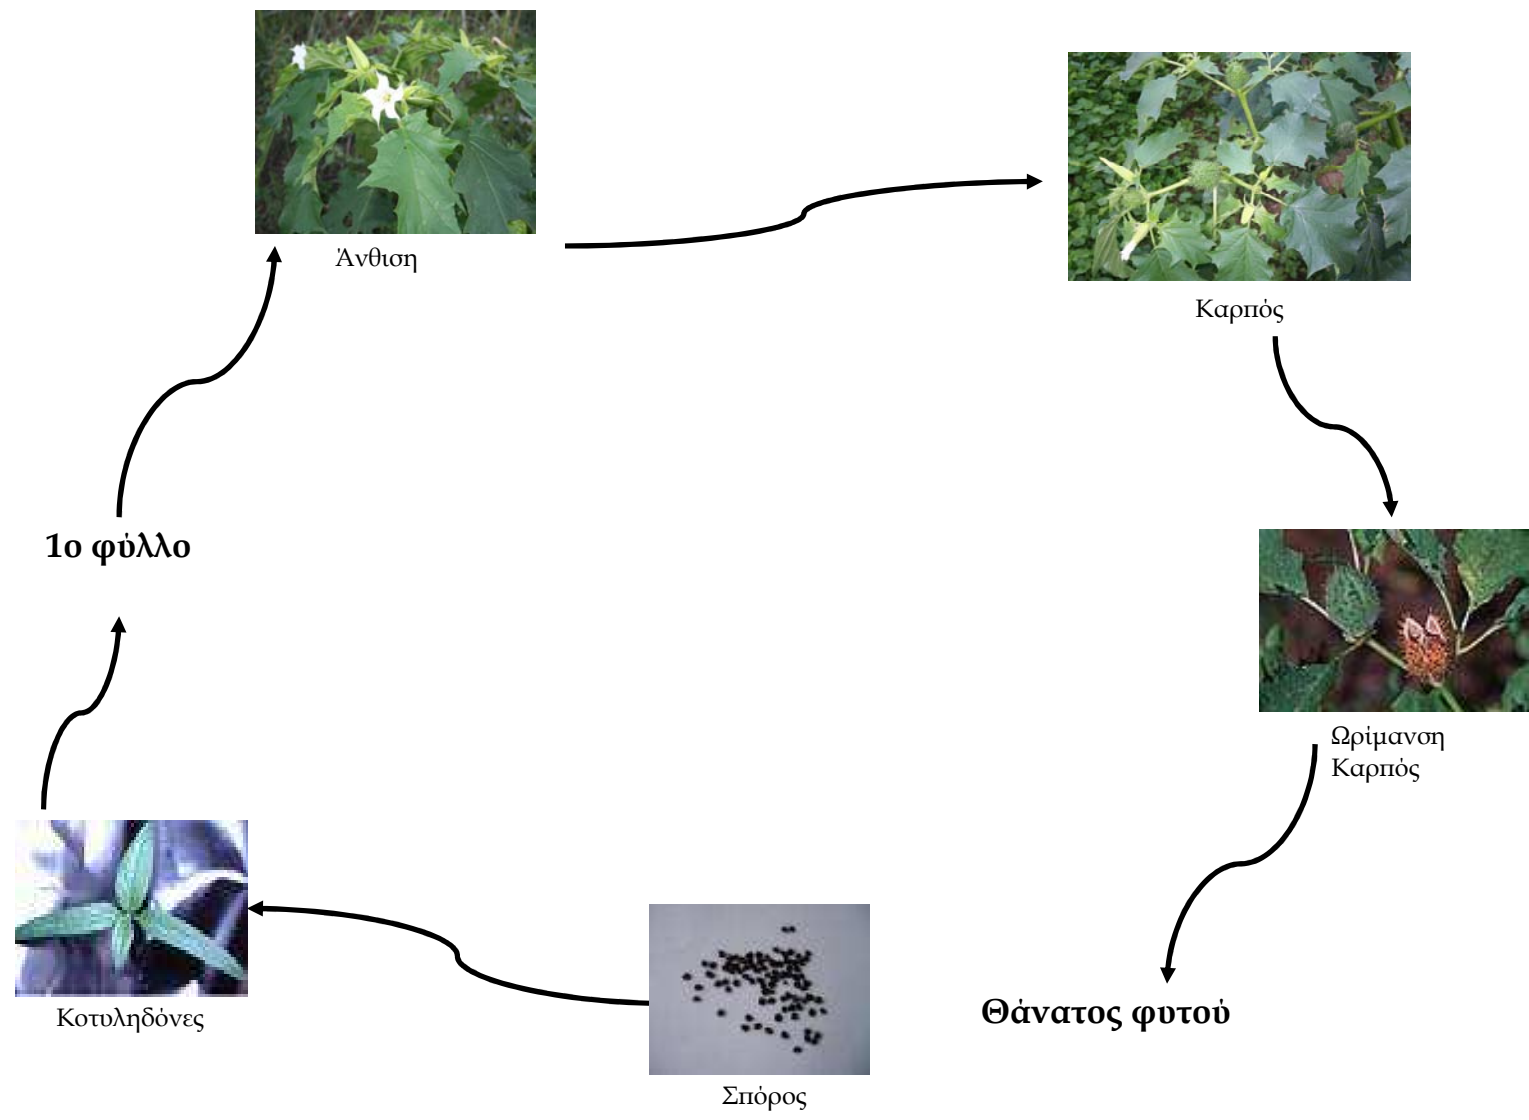 Άνθιση
Καρπός
1ο φύλλο
Ωρίμανση
Καρπός
Θάνατος φυτού
Κοτυληδόνες
Σπόρος